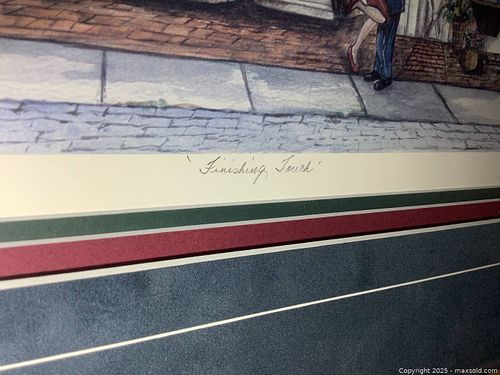 'Finishing Touch'
Copyright 2025 - maxsold.com